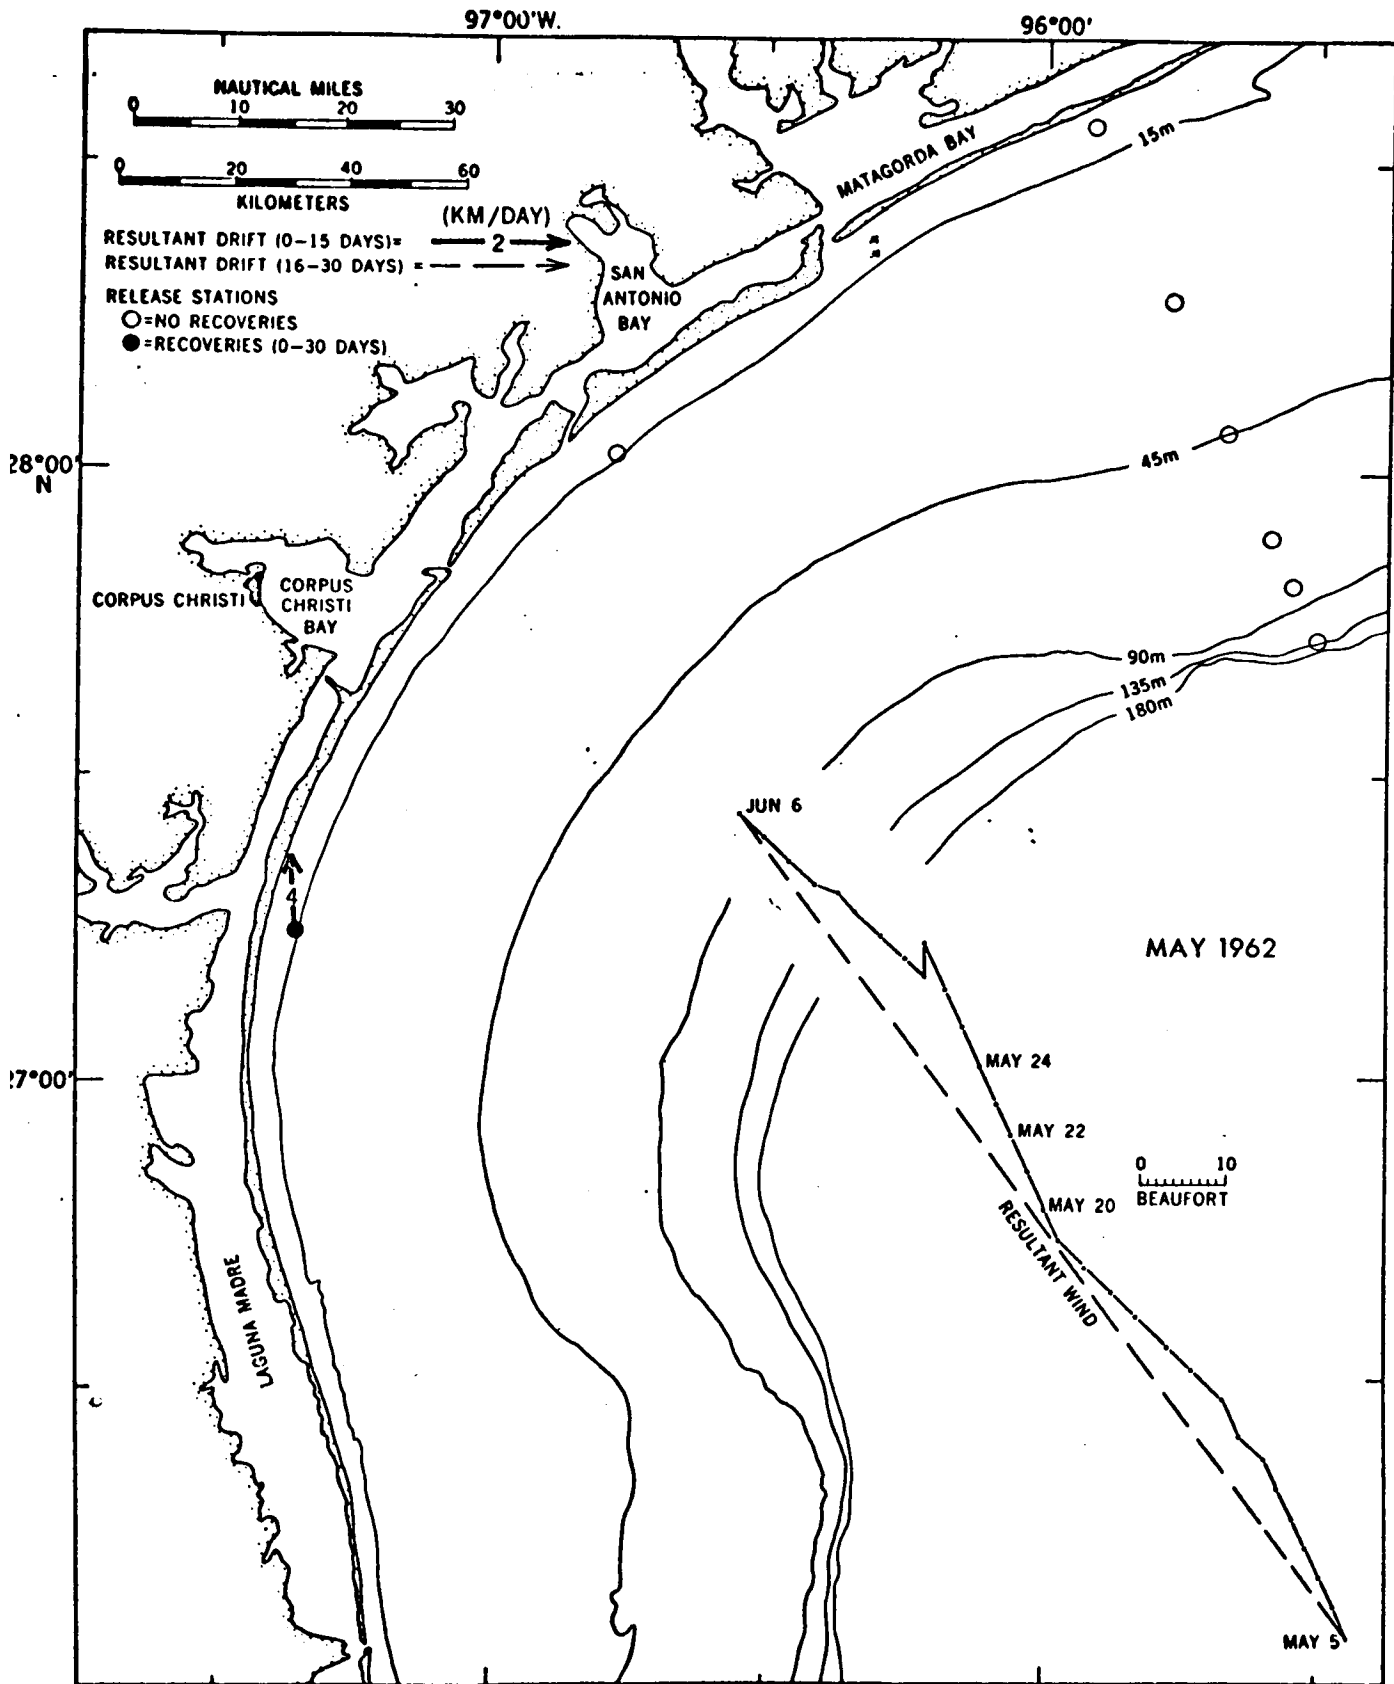 97°00'W.
96°00'
NAUTICAL MILES
0 10 20 30
0 20 40 60
KILOMETERS
(KM/DAY)
RESULTANT DRIFT (0-15 DAYS)= 2
RESULTANT DRIFT (16-30 DAYS) =
RELEASE STATIONS
=NO RECOVERIES
=RECOVERIES (0-30 DAYS)
MATAGORDA BAY
15m
SAN
ANTONIO
BAY
28°00'
N
45m
CORPUS CHRISTI
CORPUS
CHRISTI
BAY
90m
135m
180m
JUN 6
4
MAY 1962
27°00'
MAY 24
MAY 22
0 10
BEAUFORT
MAY 20
RESULTANT WIND
LAGUNA MADRE
MAY 5